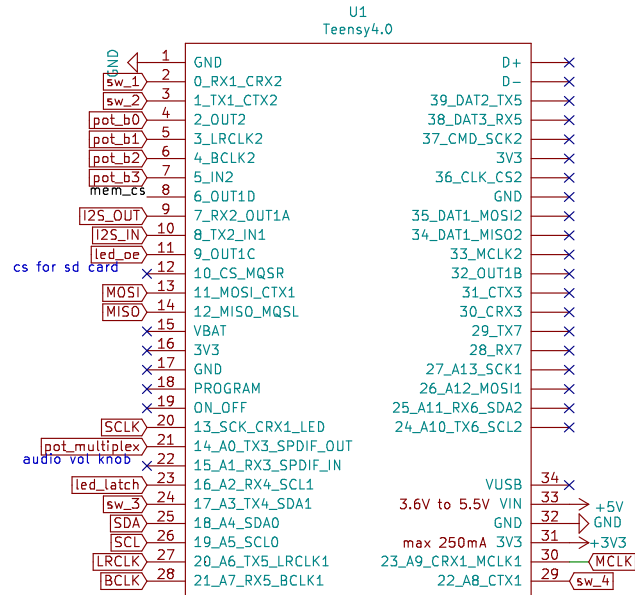 U1
Teensy4.0
GND 1 GND D+
sw_1 2 0_RX1_CRX2 D-
sw_2 3 1_TX1_CTX2 39_DAT2_TX5
pot_b0 4 2_OUT2 38_DAT3_RX5
pot_b1 5 3_LRCLK2 37_CMD_SCK2
pot_b2 6 4_BCLK2 3V3
pot_b3 7 5_IN2 36_CLK_CS2
mem_cs 8 6_OUT1D GND
I2S_OUT 9 7_RX2_OUT1A 35_DAT1_MOSI2
I2S_IN 10 8_TX2_IN1 34_DAT1_MISO2
led_oe 11 9_OUT1C 33_MCLK2
cs for sd card 12 10_CS_MQSR 32_OUT1B
MOSI 13 11_MOSI_CTX1 31_CTX3
MISO 14 12_MISO_MQSL 30_CRX3
15 VBAT 29_TX7
16 3V3 28_RX7
17 GND 27_A13_SCK1
18 PROGRAM 26_A12_MOSI1
19 ON_OFF 25_A11_RX6_SDA2
SCLK 20 13_SCK_CRX1_LED 24_A10_TX6_SCL2
pot_multiplex 21 14_A0_TX3_SPDIF_OUT
audio vol knob 22 15_A1_RX3_SPDIF_IN
led_latch 23 16_A2_RX4_SCL1 VUSB 34
sw_3 24 17_A3_TX4_SDA1 3.6V to 5.5V VIN 33 +5V
SDA 25 18_A4_SDA0 GND 32 GND
SCL 26 19_A5_SCL0 max 250mA 3V3 31 +3V3
LRCLK 27 20_A6_TX5_LRCLK1 23_A9_CRX1_MCLK1 30 MCLK
BCLK 28 21_A7_RX5_BCLK1 22_A8_CTX1 29 sw_4